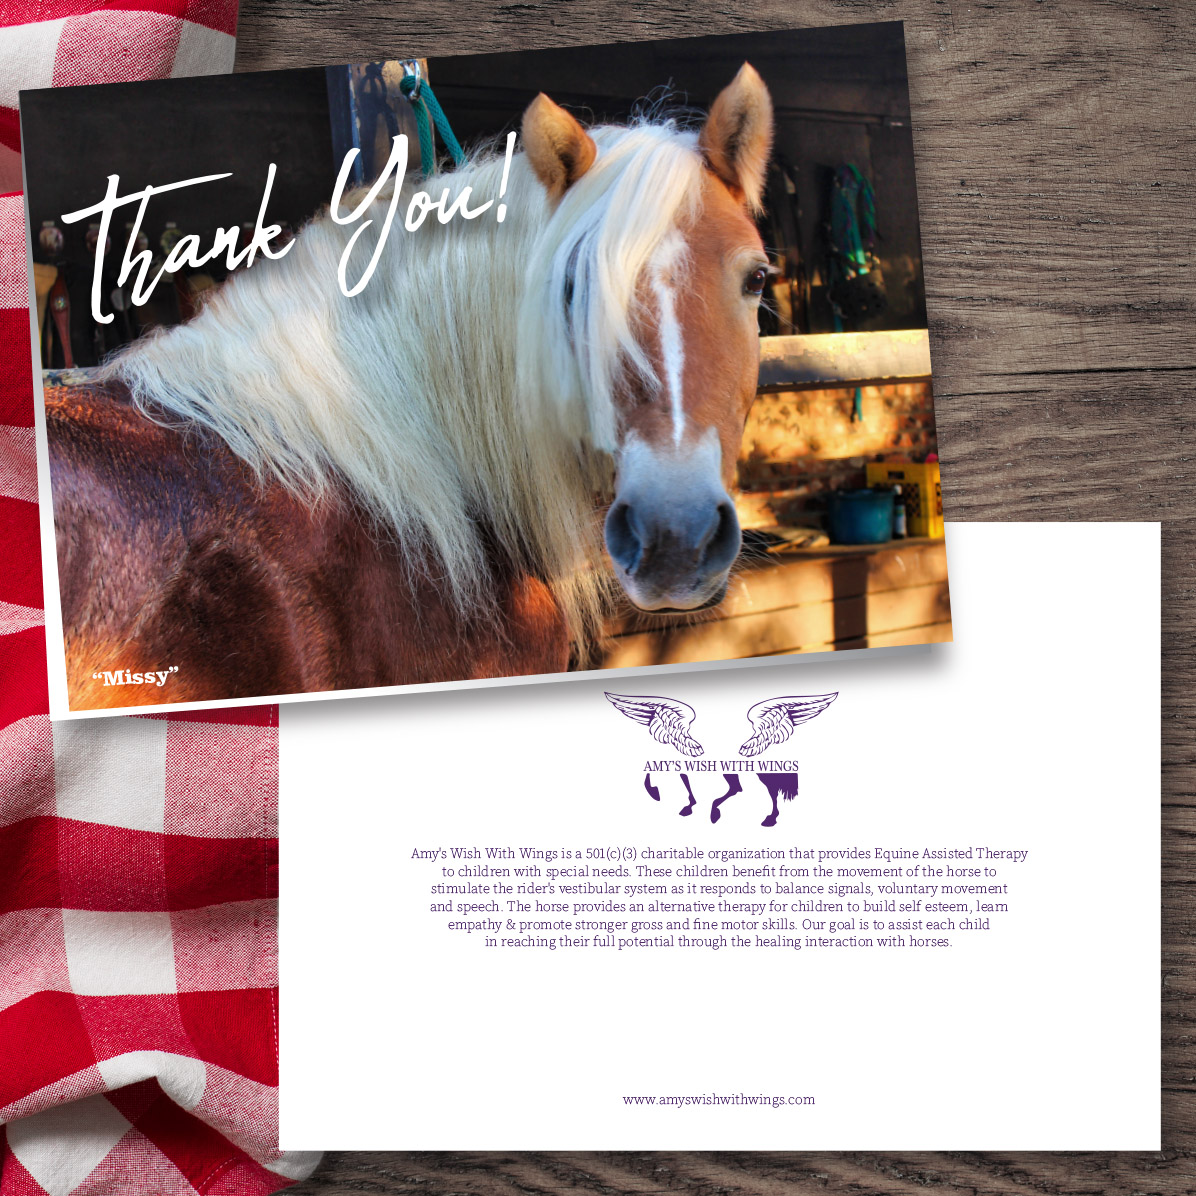 Thank You!
“Missy”
AMY'S WISH WITH WINGS
Amy's Wish With Wings is a 501(c)(3) charitable organization that provides Equine Assisted Therapy
to children with special needs. These children benefit from the movement of the horse to
stimulate the rider's vestibular system as it responds to balance signals, voluntary movement
and speech. The horse provides an alternative therapy for children to build self esteem, learn
empathy & promote stronger gross and fine motor skills. Our goal is to assist each child
in reaching their full potential through the healing interaction with horses.
www.amyswishwithwings.com